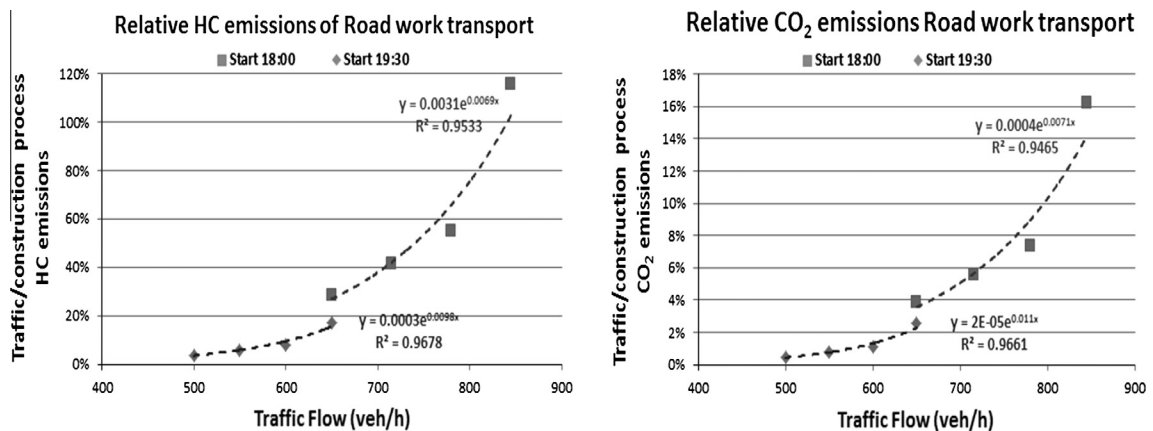 Relative HC emissions of Road work transport
Start 18:00 Start 19:30
Traffic/construction process
HC emissions
120%
100%
80%
60%
40%
20%
0%
y = 0.0031e^0.0069x
R² = 0.9533
y = 0.0003e^0.0098x
R² = 0.9678
400 500 600 700 800 900
Traffic Flow (veh/h)
Relative CO₂ emissions Road work transport
Start 18:00 Start 19:30
Traffic/construction process
CO₂ emissions
18%
16%
14%
12%
10%
8%
6%
4%
2%
0%
y = 0.0004e^0.0071x
R² = 0.9465
y = 2E-05e^0.011x
R² = 0.9661
400 500 600 700 800 900
Traffic Flow (veh/h)